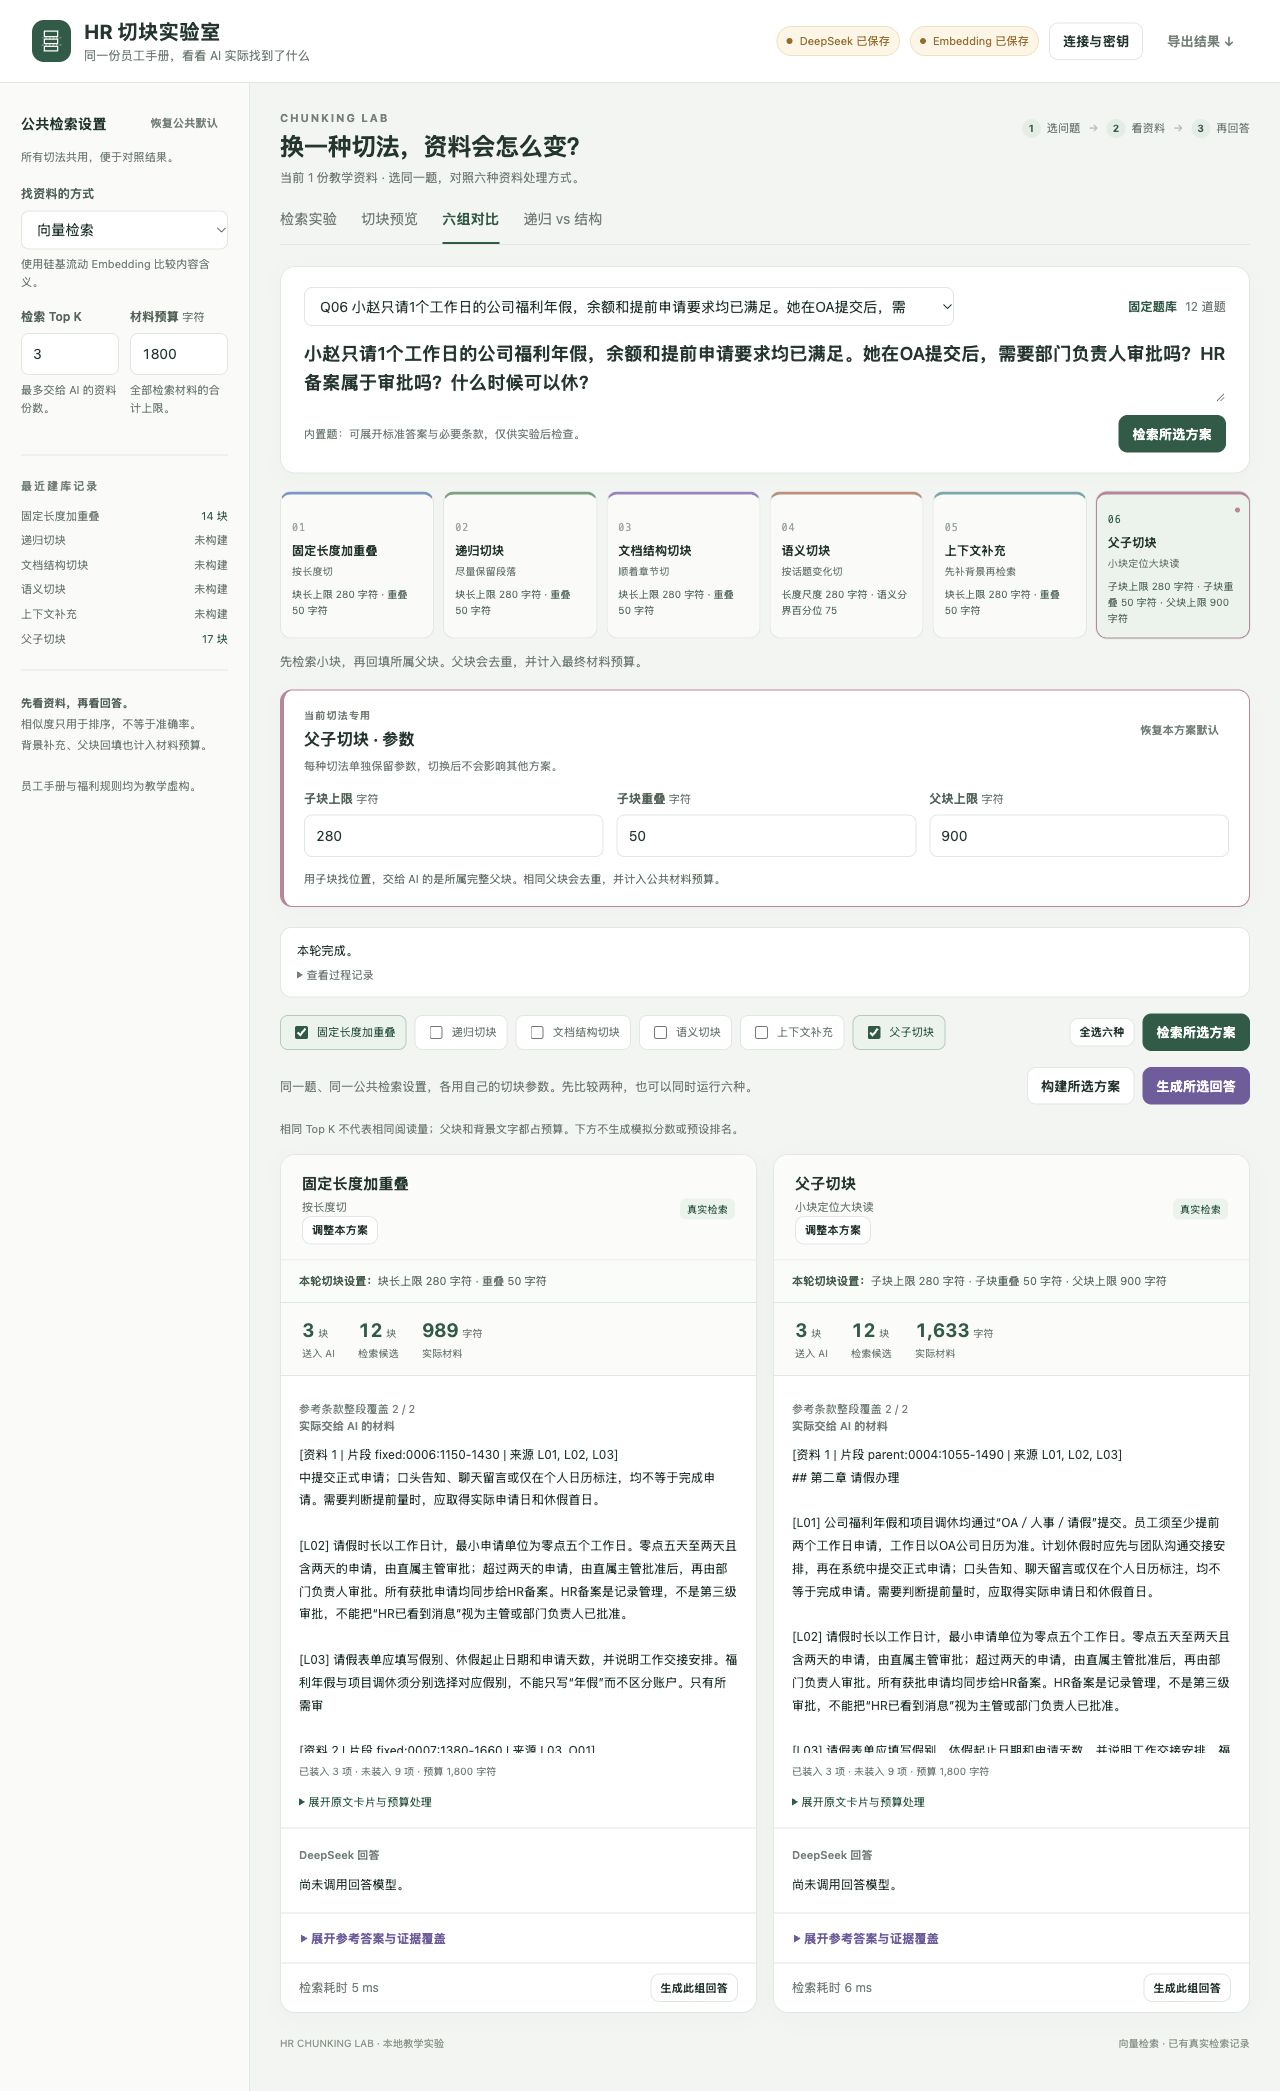 HR 切块实验室
同一份员工手册，看看 AI 实际找到了什么
DeepSeek 已保存
Embedding 已保存
连接与密钥
导出结果 ↓
公共检索设置
恢复公共默认
所有切法共用，便于对照结果。
找资料的方式
向量检索
使用硅基流动 Embedding 比较内容含
义。
检索 Top K
材料预算 字符
3
1800
最多交给 AI 的资料
份数。
全部检索材料的合
计上限。
最近建库记录
固定长度加重叠 14 块
递归切块 未构建
文档结构切块 未构建
语义切块 未构建
上下文补充 未构建
父子切块 17 块
先看资料，再看回答。
相似度只用于排序，不等于准确率。
背景补充、父块回填也计入材料预算。
员工手册与福利规则均为教学虚构。
CHUNKING LAB
换一种切法，资料会怎么变？
当前 1 份教学资料 · 选同一题，对照六种资料处理方式。
1 选问题 → 2 看资料 → 3 再回答
检索实验
切块预览
六组对比
递归 vs 结构
Q06 小赵只请1个工作日的公司福利年假，余额和提前申请要求均已满足。她在OA提交后，需
固定题库 12 道题
小赵只请1个工作日的公司福利年假，余额和提前申请要求均已满足。她在OA提交后，需要部门负责人审批吗？HR
备案属于审批吗？什么时候可以休？
内置题：可展开标准答案与必要条款，仅供实验后检查。
检索所选方案
01
固定长度加重叠
按长度切
块长上限 280 字符 · 重叠
50 字符
02
递归切块
尽量保留段落
块长上限 280 字符 · 重叠
50 字符
03
文档结构切块
顺着章节切
块长上限 280 字符 · 重叠
50 字符
04
语义切块
按话题变化切
长度尺度 280 字符 · 语义分
界百分位 75
05
上下文补充
先补背景再检索
块长上限 280 字符 · 重叠
50 字符
06
父子切块
小块定位大块读
子块上限 280 字符 · 子块重
叠 50 字符 · 父块上限 900
字符
先检索小块，再回填所属父块。父块会去重，并计入最终材料预算。
当前切法专用
父子切块 · 参数
恢复本方案默认
每种切法单独保留参数，切换后不会影响其他方案。
子块上限 字符
子块重叠 字符
父块上限 字符
280
50
900
用子块找位置，交给 AI 的是所属完整父块。相同父块会去重，并计入公共材料预算。
本轮完成。
查看过程记录
固定长度加重叠
递归切块
文档结构切块
语义切块
上下文补充
父子切块
全选六种
检索所选方案
同一题、同一公共检索设置，各用自己的切块参数。先比较两种，也可以同时运行六种。
构建所选方案
生成所选回答
相同 Top K 不代表相同阅读量；父块和背景文字都占预算。下方不生成模拟分数或预设排名。
固定长度加重叠
按长度切
调整本方案
真实检索
本轮切块设置：块长上限 280 字符 · 重叠 50 字符
3 块 12 块 989 字符
送入 AI 检索候选 实际材料
参考条款整段覆盖 2 / 2
实际交给 AI 的材料
[资料 1 | 片段 fixed:0006:1150-1430 | 来源 L01, L02, L03]
中提交正式申请；口头告知、聊天留言或仅在个人日历标注，均不等于完成申
请。需要判断提前量时，应取得实际申请日和休假首日。
[L02] 请假时长以工作日计，最小申请单位为零点五个工作日。零点五天至两天且
含两天的申请，由直属主管审批；超过两天的申请，由直属主管批准后，再由部
门负责人审批。所有获批申请均同步给HR备案。HR备案是记录管理，不是第三级
审批，不能把“HR已看到消息”视为主管或部门负责人已批准。
[L03] 请假表单应填写假别、休假起止日期和申请天数，并说明工作交接安排。福
利年假与项目调休须分别选择对应假别，不能只写“年假”而不区分账户。只有所
需审
[资料 2 | 片段 fixed:0007:1380-1660 | 来源 L03, O01]
已装入 3 项 · 未装入 9 项 · 预算 1,800 字符
展开原文卡片与预算处理
DeepSeek 回答
尚未调用回答模型。
展开参考答案与证据覆盖
检索耗时 5 ms
生成此组回答
父子切块
小块定位大块读
调整本方案
真实检索
本轮切块设置：子块上限 280 字符 · 子块重叠 50 字符 · 父块上限 900 字符
3 块 12 块 1,633 字符
送入 AI 检索候选 实际材料
参考条款整段覆盖 2 / 2
实际交给 AI 的材料
[资料 1 | 片段 parent:0004:1055-1490 | 来源 L01, L02, L03]
## 第二章 请假办理
[L01] 公司福利年假和项目调休均通过“OA / 人事 / 请假”提交。员工须至少提前
两个工作日申请，工作日以OA公司日历为准。计划休假时应先与团队沟通交接安
排，再在系统中提交正式申请；口头告知、聊天留言或仅在个人日历标注，均不
等于完成申请。需要判断提前量时，应取得实际申请日和休假首日。
[L02] 请假时长以工作日计，最小申请单位为零点五个工作日。零点五天至两天且
含两天的申请，由直属主管审批；超过两天的申请，由直属主管批准后，再由部
门负责人审批。所有获批申请均同步给HR备案。HR备案是记录管理，不是第三级
审批，不能把“HR已看到消息”视为主管或部门负责人已批准。
[L03] 请假表单应填写假别、休假起止日期和申请天数，并说明工作交接安排。福
已装入 3 项 · 未装入 9 项 · 预算 1,800 字符
展开原文卡片与预算处理
DeepSeek 回答
尚未调用回答模型。
展开参考答案与证据覆盖
检索耗时 6 ms
生成此组回答
HR CHUNKING LAB · 本地教学实验
向量检索 · 已有真实检索记录